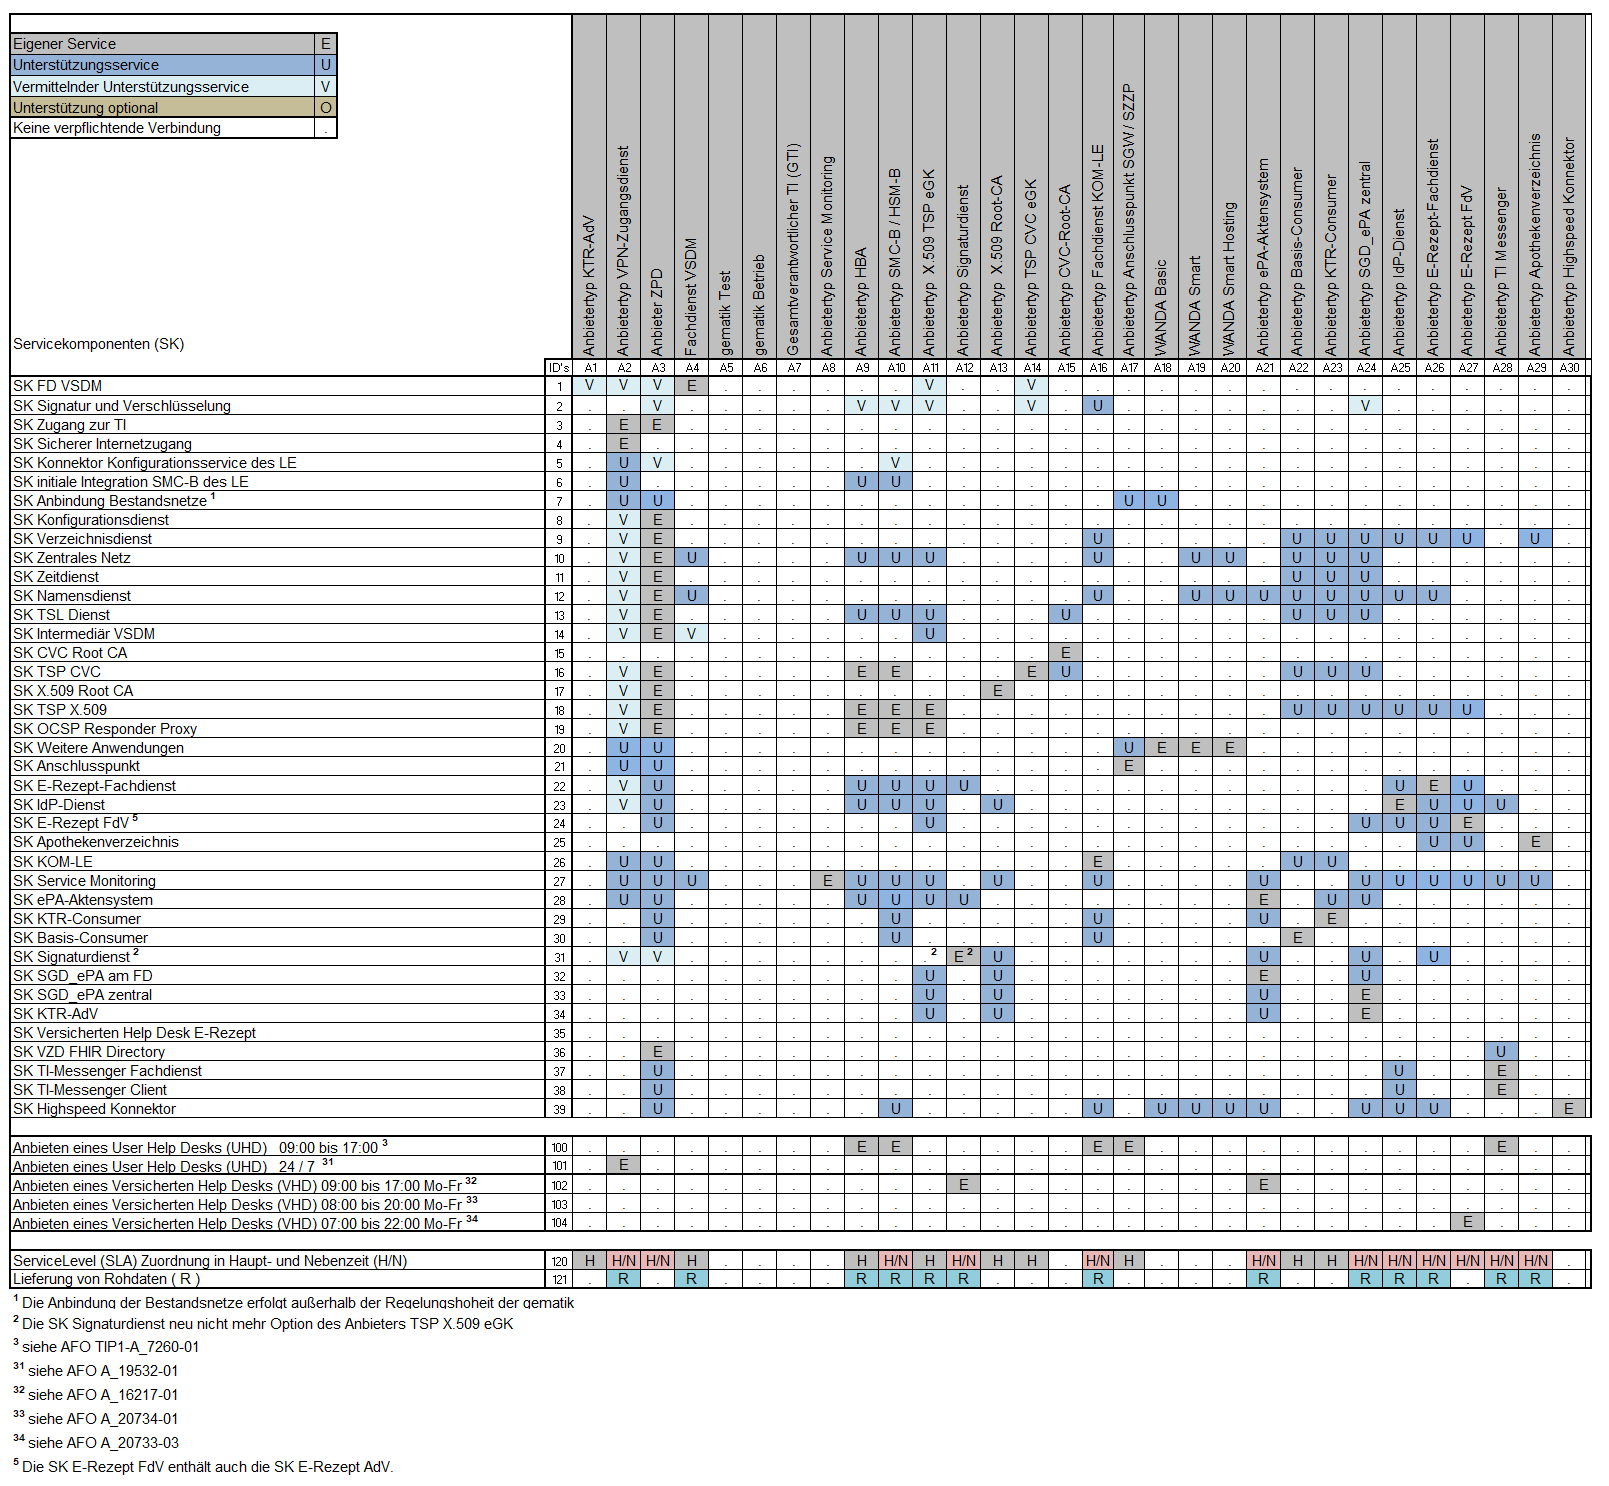 Eigener Service E
Unterstützungsservice U
Vermittelnder Unterstützungsservice V
Unterstützung optional O
Keine verpflichtende Verbindung .
Servicekomponenten (SK)
Anbietertyp KTR-AdV
Anbietertyp VPN-Zugangsdienst
Anbieter ZPD
Fachdienst VSDM
gematik Test
gematik Betrieb
Gesamtverantwortlicher TI (GTI)
Anbietertyp Service Monitoring
Anbietertyp HBA
Anbietertyp SMC-B / HSM-B
Anbietertyp X.509 TSP eGK
Anbietertyp Signaturdienst
Anbietertyp X.509 Root-CA
Anbietertyp TSP CVC eGK
Anbietertyp CVC-Root-CA
Anbietertyp Fachdienst KOM-LE
Anbietertyp Anschlusspunkt SGW / SZZP
WANDA Basic
WANDA Smart
WANDA Smart Hosting
Anbietertyp ePA-Aktensystem
Anbietertyp Basis-Consumer
Anbietertyp KTR-Consumer
Anbietertyp SGD_ePA zentral
Anbietertyp IdP-Dienst
Anbietertyp E-Rezept-Fachdienst
Anbietertyp E-Rezept FdV
Anbietertyp TI Messenger
Anbietertyp Apothekenverzeichnis
Anbietertyp Highspeed Konnektor
ID's A1 A2 A3 A4 A5 A6 A7 A8 A9 A10 A11 A12 A13 A14 A15 A16 A17 A18 A19 A20 A21 A22 A23 A24 A25 A26 A27 A28 A29 A30
SK FD VSDM 1 V V V E . . . . . . V . . V . . . . . . . . . . . . . . . .
SK Signatur und Verschlüsselung 2 . . V . . . . . V V V . . V . U . . . . . . . V . . . . . .
SK Zugang zur TI 3 . E E . . . . . . . . . . . . . . . . . . . . . . . . . . .
SK Sicherer Internetzugang 4 . E . . . . . . . . . . . . . . . . . . . . . . . . . . . .
SK Konnektor Konfigurationsservice des LE 5 . U V . . . . . . V . . . . . . . . . . . . . . . . . . . .
SK initiale Integration SMC-B des LE 6 . U . . . . . . U U . . . . . . . . . . . . . . . . . . . .
SK Anbindung Bestandsnetze 1 7 . U U . . . . . . . . . . . . . U U . . . . . . . . . . . .
SK Konfigurationsdienst 8 . V E . . . . . . . . . . . . . . . . . . . . . . . . . . .
SK Verzeichnisdienst 9 . V E . . . . . . . . . . . . U . . . . . U U U U U U . U .
SK Zentrales Netz 10 . V E U . . . . U U U . . . . U . . U U . U U U . . . . . .
SK Zeitdienst 11 . V E . . . . . . . . . . . . . . . . . . U U U . . . . . .
SK Namensdienst 12 . V E U . . . . . . . . . . . U . . U U U U U U U U . . . .
SK TSL Dienst 13 . V E . . . . . U U U . . . U . . . . . . U U U . . . . . .
SK Intermediär VSDM 14 . V E V . . . . . . U . . . . . . . . . . . . . . . . . . .
SK CVC Root CA 15 . . . . . . . . . . . . . . E . . . . . . . . . . . . . . .
SK TSP CVC 16 . V E . . . . . E E . . . E U . . . . . . U U U . . . . . .
SK X.509 Root CA 17 . V E . . . . . . . . . E . . . . . . . . . . . . . . . . .
SK TSP X.509 18 . V E . . . . . E E E . . . . . . . . . . U U U U U U . . .
SK OCSP Responder Proxy 19 . V E . . . . . E E E . . . . . . . . . . . . . . . . . . .
SK Weitere Anwendungen 20 . U U . . . . . . . . . . . . . U E E E . . . . . . . . . .
SK Anschlusspunkt 21 . U U . . . . . . . . . . . . . E . . . . . . . . . . . . .
SK E-Rezept-Fachdienst 22 . V U . . . . . U U U U . . . . . . . . . . . . U E U . . .
SK IdP-Dienst 23 . V U . . . . . U U U . U . . . . . . . . . . . E U U U . .
SK E-Rezept FdV 5 24 . . U . . . . . . . U . . . . . . . . . . . . U U U E . . .
SK Apothekenverzeichnis 25 . . . . . . . . . . . . . . . . . . . . . . . . . U U . E .
SK KOM-LE 26 . U U . . . . . . . . . . . . E . . . . . U U . . . . . . .
SK Service Monitoring 27 . U U U . . . E U U U . U . . U . . . . U . . U U U U U U .
SK ePA-Aktensystem 28 . U U . . . . . U U U U . . . . . . . . E . U U . . . . . .
SK KTR-Consumer 29 . . U . . . . . . U . . . . . U . . . . U . E . . . . . . .
SK Basis-Consumer 30 . . U . . . . . . U . . . . . U . . . . . E . . . . . . . .
SK Signaturdienst 2 31 . V V . . . . . . . . 2 E 2 U . . . . . . . U . . U . U . . . .
SK SGD_ePA am FD 32 . . . . . . . . . . U . U . . . . . . . E . . U . . . . . .
SK SGD_ePA zentral 33 . . . . . . . . . . U . U . . . . . . . U . . E . . . . . .
SK KTR-AdV 34 . . . . . . . . . . U . U . . . . . . . U . . E . . . . . .
SK Versicherten Help Desk E-Rezept 35 . . . . . . . . . . . . . . . . . . . . . . . . . . . . . .
SK VZD FHIR Directory 36 . . E . . . . . . . . . . . . . . . . . . . . . . . . U . .
SK TI-Messenger Fachdienst 37 . . U . . . . . . . . . . . . . . . . . . . . . U . . E . .
SK TI-Messenger Client 38 . . U . . . . . . . . . . . . . . . . . . . . . U . . E . .
SK Highspeed Konnektor 39 . . U . . . . . . U . . . . . U . U U U U . . U U U . . . E
Anbieten eines User Help Desks (UHD) 09:00 bis 17:00 3 100 . . . . . . . . E E . . . . . E E . . . . . . . . . . E . .
Anbieten eines User Help Desks (UHD) 24 / 7 31 101 . E . . . . . . . . . . . . . . . . . . . . . . . . . . . .
Anbieten eines Versicherten Help Desks (VHD) 09:00 bis 17:00 Mo-Fr 32 102 . . . . . . . . . . . E . . . . . . . . E . . . . . . . . .
Anbieten eines Versicherten Help Desks (VHD) 08:00 bis 20:00 Mo-Fr 33 103 . . . . . . . . . . . . . . . . . . . . . . . . . . . . . .
Anbieten eines Versicherten Help Desks (VHD) 07:00 bis 22:00 Mo-Fr 34 104 . . . . . . . . . . . . . . . . . . . . . . . . . . E . . .
ServiceLevel (SLA) Zuordnung in Haupt- und Nebenzeit (H/N) 120 H H/N H/N H . . . . H H/N H H/N H H . H/N H . . . H/N H H H/N H/N H/N H/N H/N H/N .
Lieferung von Rohdaten ( R ) 121 . R . R . . . . R R R R . . . R . . . . R . . R R R . R R .
1 Die Anbindung der Bestandsnetze erfolgt außerhalb der Regelungshoheit der gematik
2 Die SK Signaturdienst neu nicht mehr Option des Anbieters TSP X.509 eGK
3 siehe AFO TIP1-A_7260-01
31 siehe AFO A_19532-01
32 siehe AFO A_16217-01
33 siehe AFO A_20734-01
34 siehe AFO A_20733-03
5 Die SK E-Rezept FdV enthält auch die SK E-Rezept AdV.